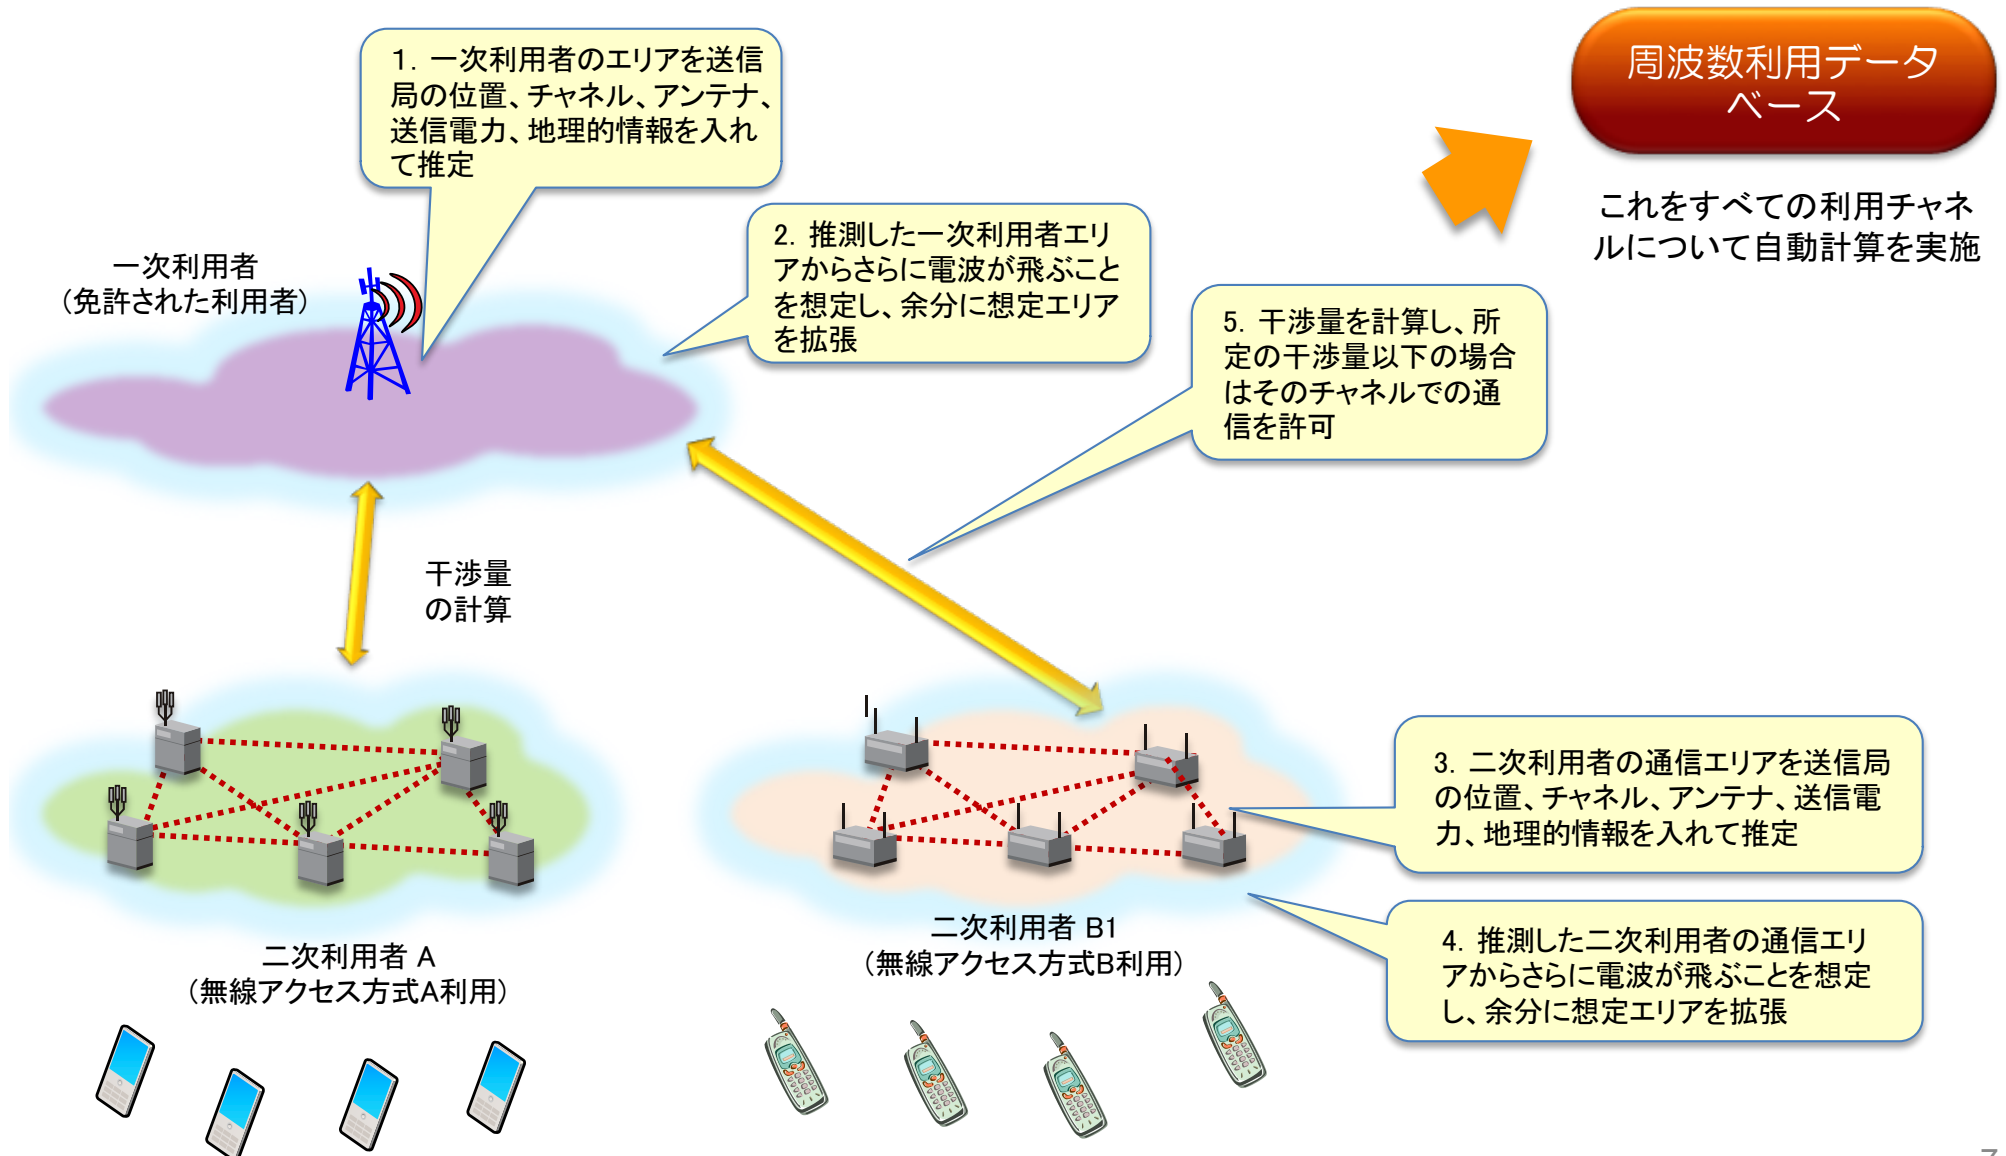 1. 一次利用者のエリアを送信
局の位置、チャネル、アンテナ、
送信電力、地理的情報を入れ
て推定
周波数利用データ
ベース
これをすべての利用チャネ
ルについて自動計算を実施
2. 推測した一次利用者エリ
アからさらに電波が飛ぶこと
を想定し、余分に想定エリア
を拡張
一次利用者
（免許された利用者）
5. 干渉量を計算し、所
定の干渉量以下の場合
はそのチャネルでの通
信を許可
干渉量
の計算
3. 二次利用者の通信エリアを送信局
の位置、チャネル、アンテナ、送信電
力、地理的情報を入れて推定
4. 推測した二次利用者の通信エリ
アからさらに電波が飛ぶことを想定
し、余分に想定エリアを拡張
二次利用者 A
（無線アクセス方式A利用）
二次利用者 B1
（無線アクセス方式B利用）